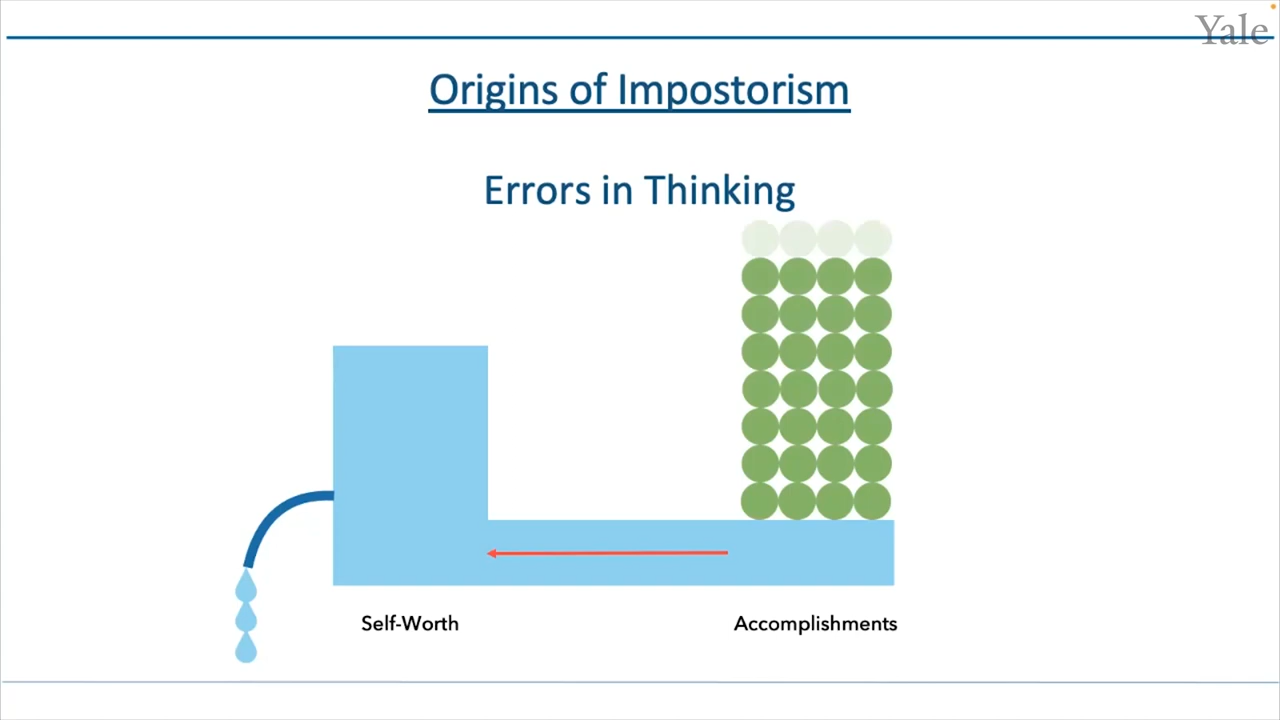 Yale
Origins of Impostorism
Errors in Thinking
Self-Worth
Accomplishments